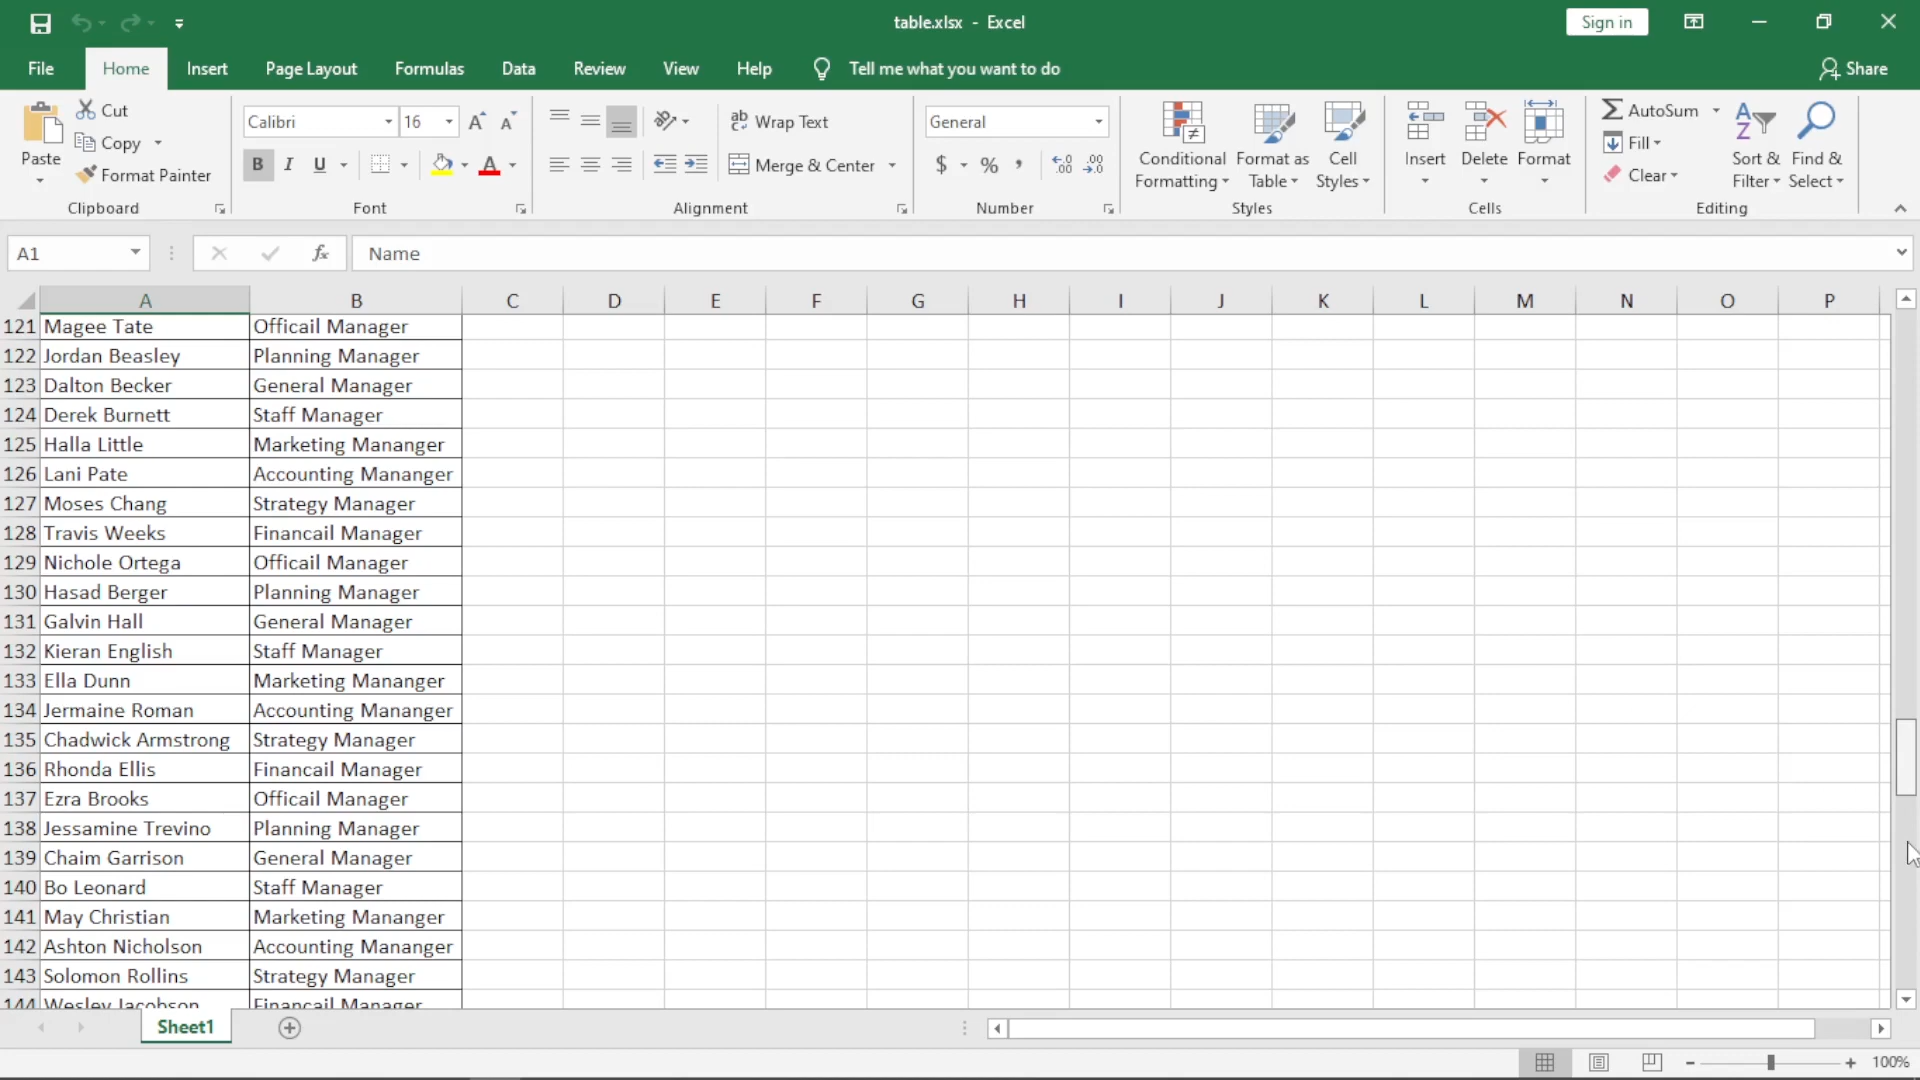 table.xlsx - Excel
Sign in
File Home Insert Page Layout Formulas Data Review View Help Tell me what you want to do Share
Paste
Cut
Copy
Format Painter
Clipboard
Calibri 16
B I U
Font
Wrap Text
Merge & Center
Alignment
General
$ % ,
Number
Conditional Formatting
Format as Table
Cell Styles
Styles
Insert Delete Format
Cells
AutoSum
Fill
Clear
Sort & Filter
Find & Select
Editing
A1 fx Name
A B C D E F G H I J K L M N O P
121 Magee Tate Officail Manager
122 Jordan Beasley Planning Manager
123 Dalton Becker General Manager
124 Derek Burnett Staff Manager
125 Halla Little Marketing Mananger
126 Lani Pate Accounting Mananger
127 Moses Chang Strategy Manager
128 Travis Weeks Financail Manager
129 Nichole Ortega Officail Manager
130 Hasad Berger Planning Manager
131 Galvin Hall General Manager
132 Kieran English Staff Manager
133 Ella Dunn Marketing Mananger
134 Jermaine Roman Accounting Mananger
135 Chadwick Armstrong Strategy Manager
136 Rhonda Ellis Financail Manager
137 Ezra Brooks Officail Manager
138 Jessamine Trevino Planning Manager
139 Chaim Garrison General Manager
140 Bo Leonard Staff Manager
141 May Christian Marketing Mananger
142 Ashton Nicholson Accounting Mananger
143 Solomon Rollins Strategy Manager
144 Wesley Jacobson Financail Manager
Sheet1
100%